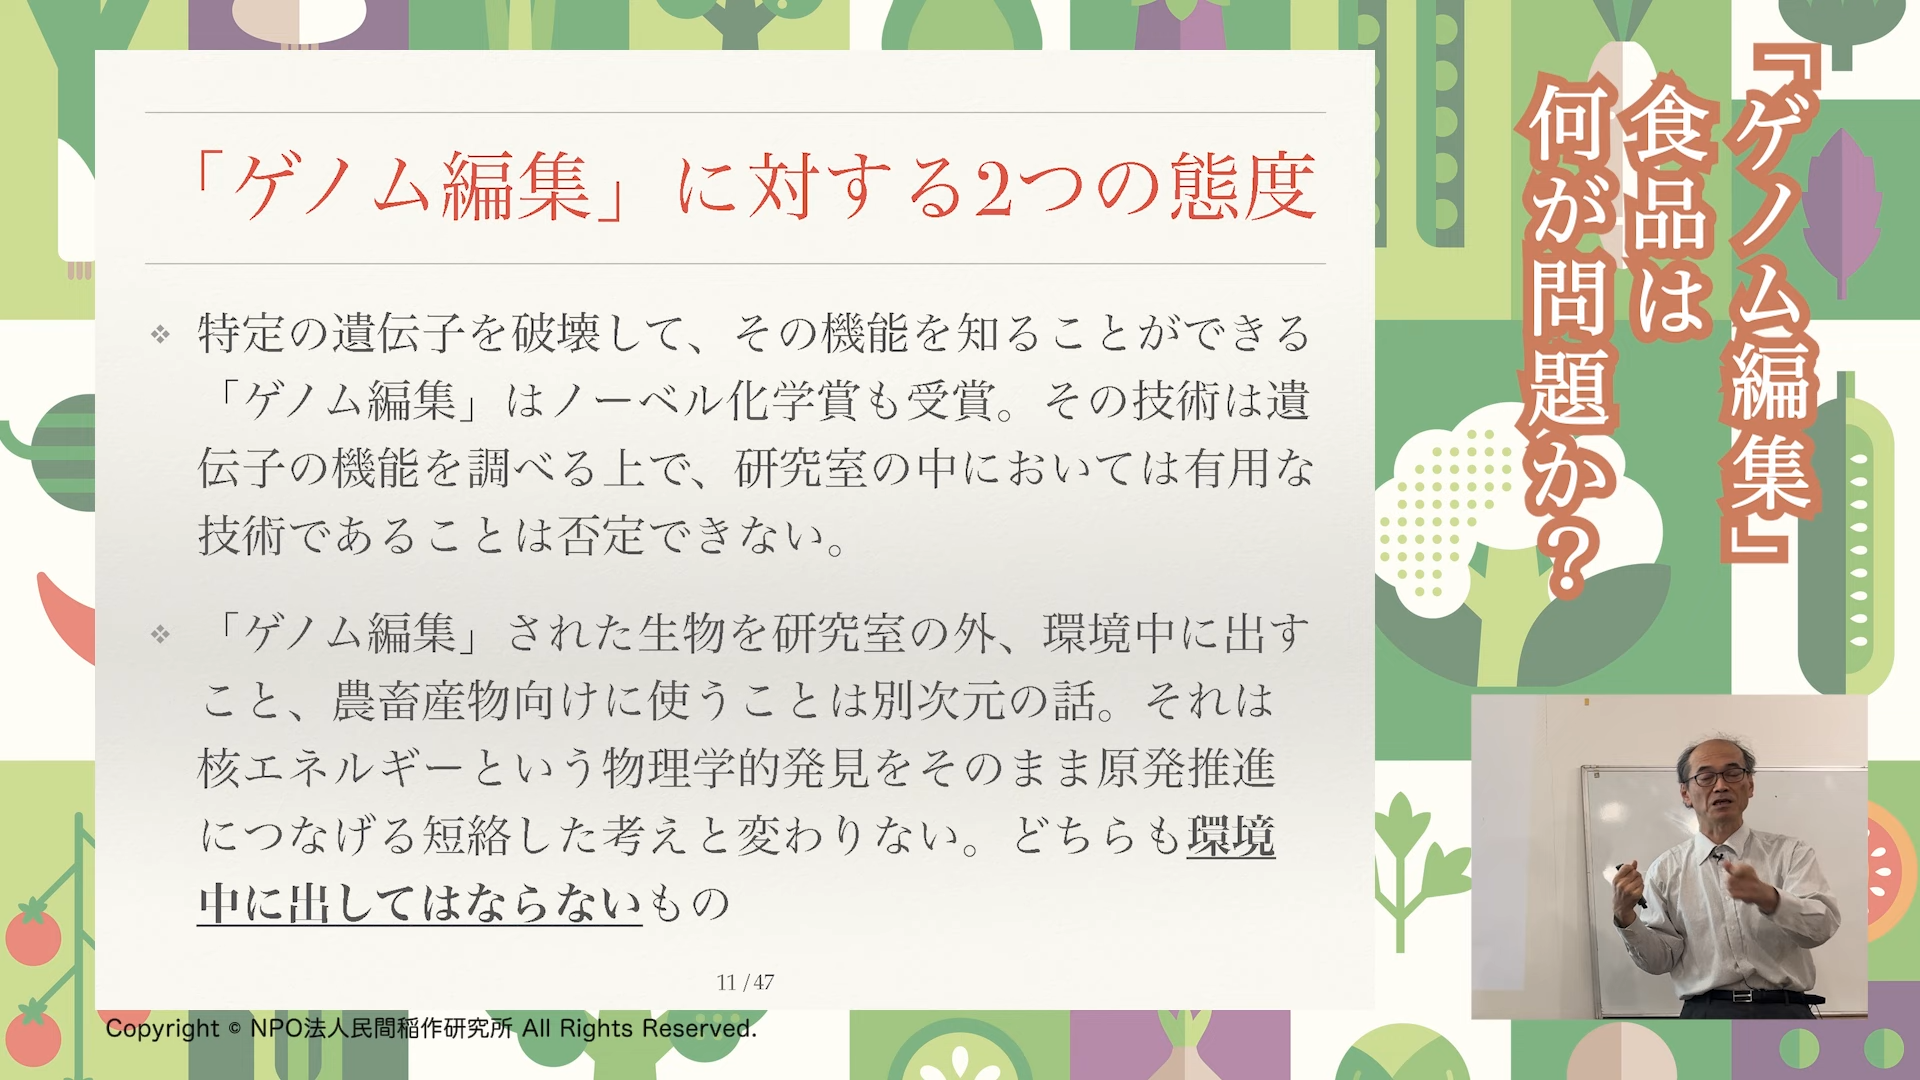 「ゲノム編集」に対する2つの態度
特定の遺伝子を破壊して、その機能を知ることができる
「ゲノム編集」はノーベル化学賞も受賞。その技術は遺
伝子の機能を調べる上で、研究室の中においては有用な
技術であることは否定できない。
「ゲノム編集」された生物を研究室の外、環境中に出す
こと、農畜産物向けに使うことは別次元の話。それは
核エネルギーという物理学的発見をそのまま原発推進
につなげる短絡した考えと変わりない。どちらも環境
中に出してはならないもの
11 / 47
『ゲノム編集』
食品は
何が問題か?
Copyright © NPO法人民間稲作研究所 All Rights Reserved.